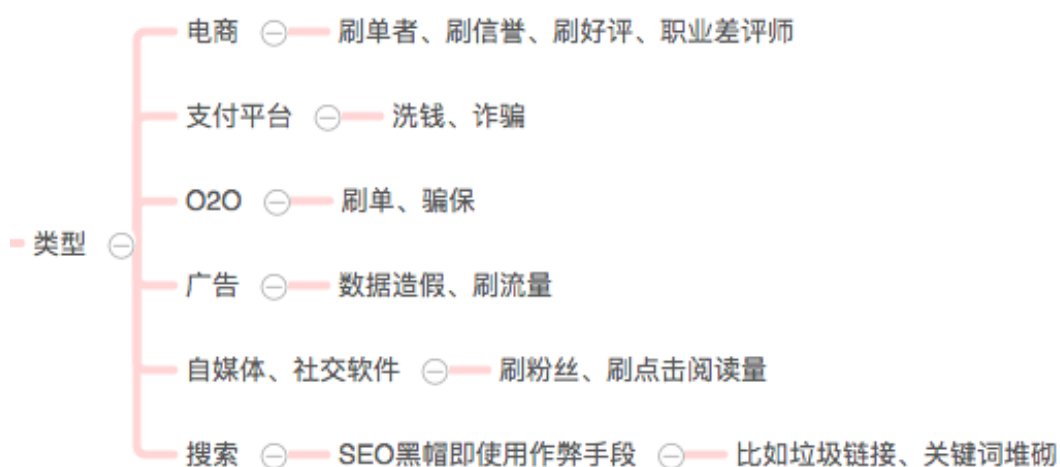 电商 刷单者、刷信誉、刷好评、职业差评师
支付平台 洗钱、诈骗
O2O 刷单、骗保
类型
广告 数据造假、刷流量
自媒体、社交软件 刷粉丝、刷点击阅读量
搜索 SEO黑帽即使用作弊手段 比如垃圾链接、关键词堆砌